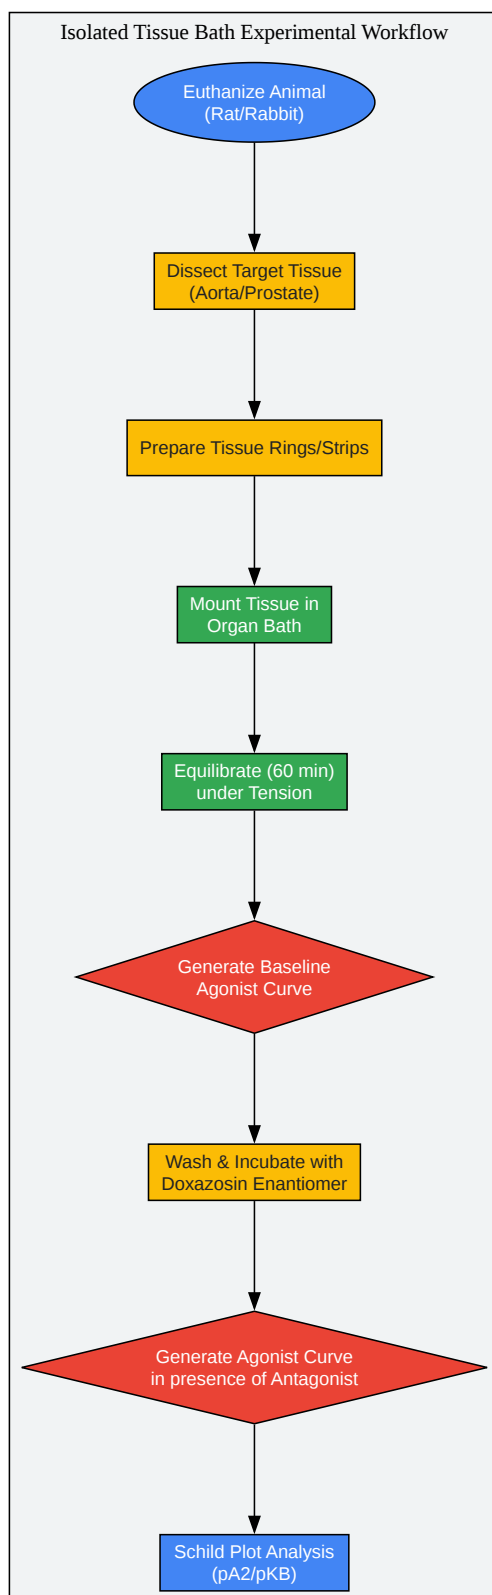 Isolated Tissue Bath Experimental Workflow
Euthanize Animal
(Rat/Rabbit)
Dissect Target Tissue
(Aorta/Prostate)
Prepare Tissue Rings/Strips
Mount Tissue in
Organ Bath
Equilibrate (60 min)
under Tension
Generate Baseline
Agonist Curve
Wash & Incubate with
Doxazosin Enantiomer
Generate Agonist Curve
in presence of Antagonist
Schild Plot Analysis
(pA2/pKB)